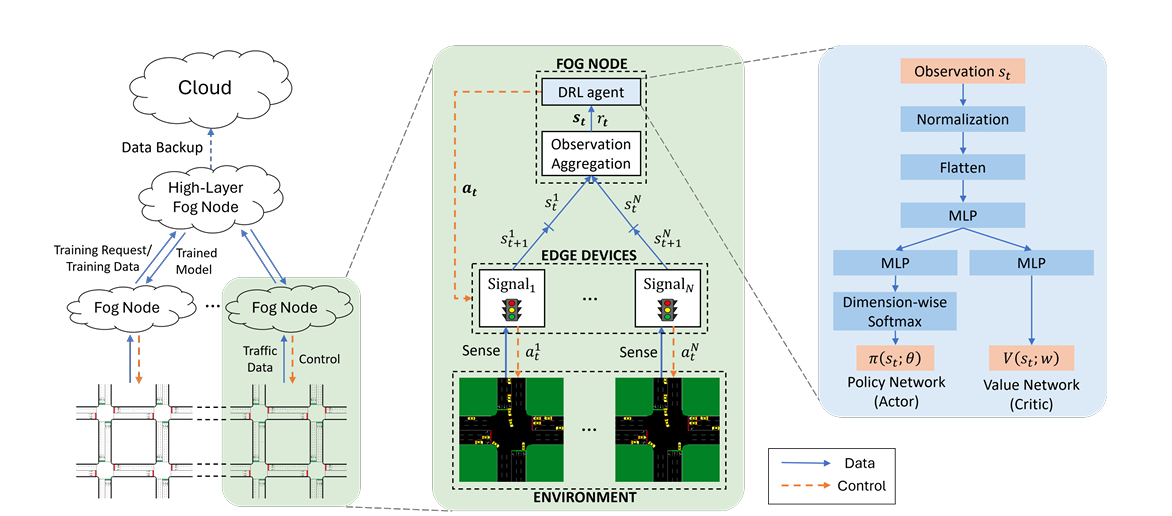 Cloud
Data Backup
High-Layer
Fog Node
Training Request/
Training Data
Trained
Model
Fog Node
...
Fog Node
Traffic
Data
Control
FOG NODE
DRL agent
s_t r_t
Observation
Aggregation
a_t
s_t^1
s_t^N
s_{t+1}^1
s_{t+1}^N
EDGE DEVICES
Signal_1
...
Signal_N
Sense
a_t^1
Sense
a_t^N
...
ENVIRONMENT
Observation s_t
Normalization
Flatten
MLP
MLP
MLP
Dimension-wise
Softmax
π(s_t; θ)
V(s_t; w)
Policy Network
(Actor)
Value Network
(Critic)
Data
Control